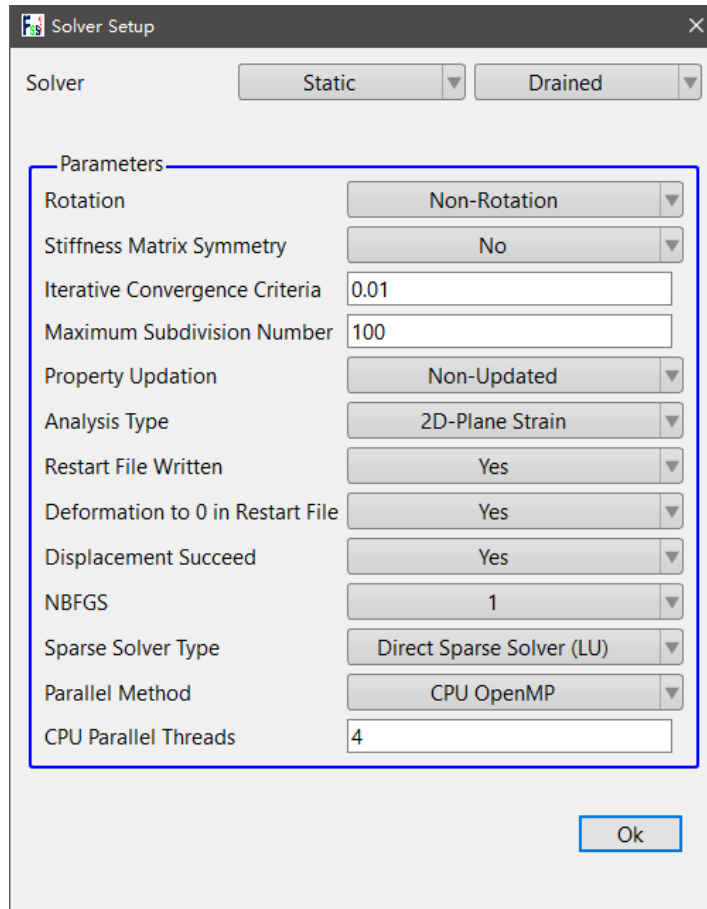 Solver Setup
Solver Static Drained
Parameters
Rotation Non-Rotation
Stiffness Matrix Symmetry No
Iterative Convergence Criteria 0.01
Maximum Subdivision Number 100
Property Updation Non-Updated
Analysis Type 2D-Plane Strain
Restart File Written Yes
Deformation to 0 in Restart File Yes
Displacement Succeed Yes
NBFGS 1
Sparse Solver Type Direct Sparse Solver (LU)
Parallel Method CPU OpenMP
CPU Parallel Threads 4
Ok